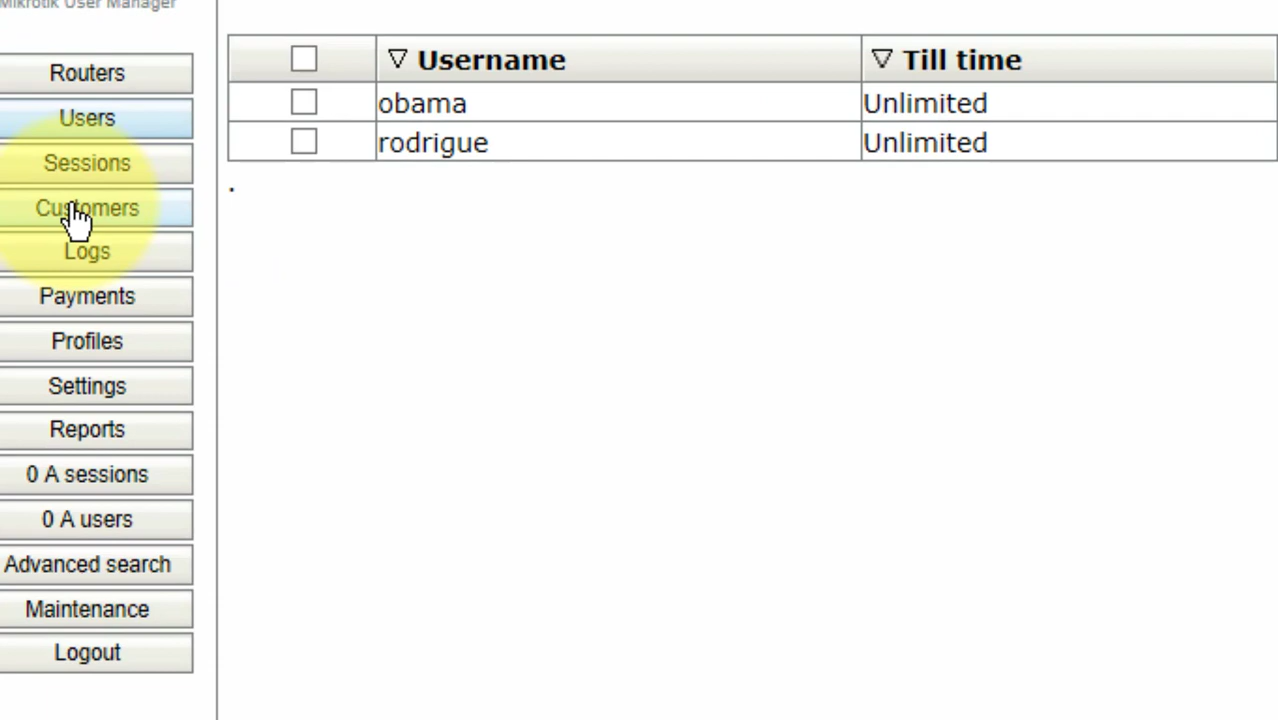 Mikrotik User Manager
Routers
Users
Sessions
Customers
Logs
Payments
Profiles
Settings
Reports
0 A sessions
0 A users
Advanced search
Maintenance
Logout
▽ Username ▽ Till time
obama Unlimited
rodrigue Unlimited
.